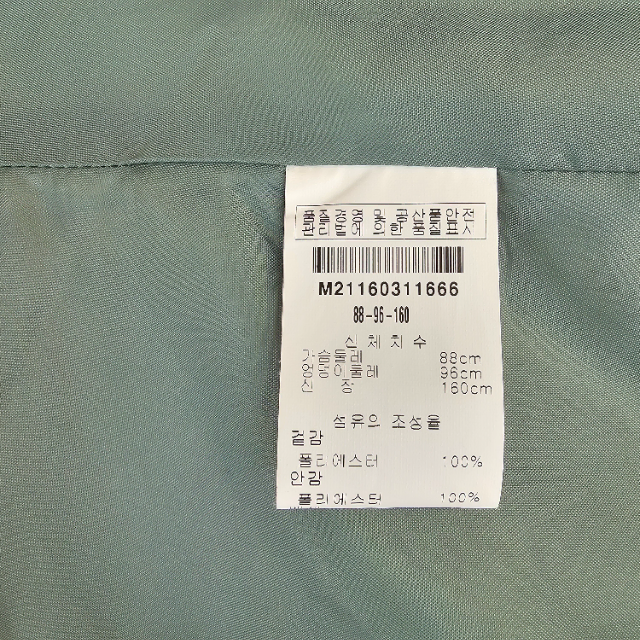 품질경영 및 공산품안전
관리법에 의한 품질표시
M21160311666
88-96-160
신체치수
가슴둘레 88cm
엉덩이둘레 96cm
신 장 160cm
섬유의 조성율
겉감
폴리에스터 100%
안감
폴리에스터 100%